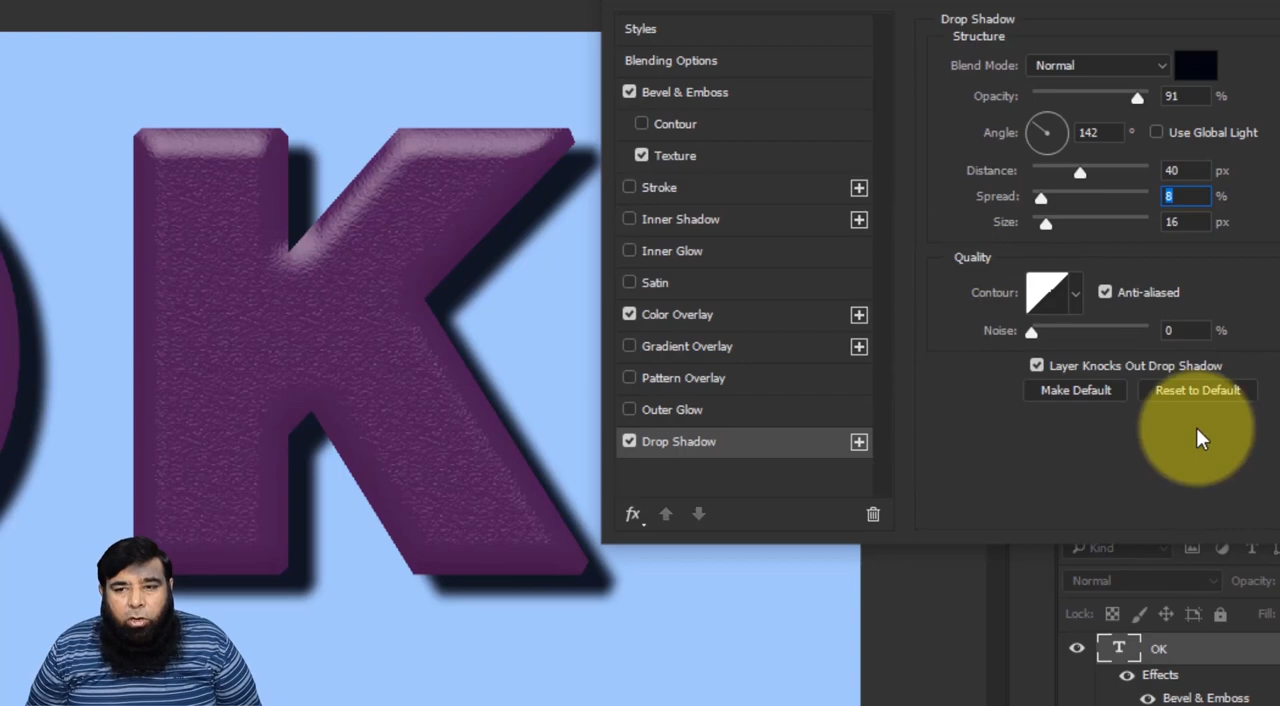 Styles
Blending Options
Bevel & Emboss
Contour
Texture
Stroke
Inner Shadow
Inner Glow
Satin
Color Overlay
Gradient Overlay
Pattern Overlay
Outer Glow
Drop Shadow
fx
Drop Shadow
Structure
Blend Mode: Normal
Opacity: 91 %
Angle: 142 ° Use Global Light
Distance: 40 px
Spread: 8 %
Size: 16 px
Quality
Contour: Anti-aliased
Noise: 0 %
Layer Knocks Out Drop Shadow
Make Default Reset to Default
K
Kind T
Normal Opacity:
Lock: Fill:
T OK
Effects
Bevel & Emboss